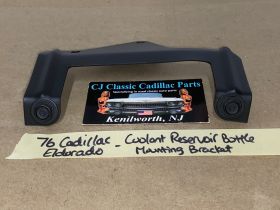 CJ Classic Cadillac Parts
Kenilworth, NJ
76 Cadillac - Coolant Reservoir Bottle
Eldorado Mounting Bracket